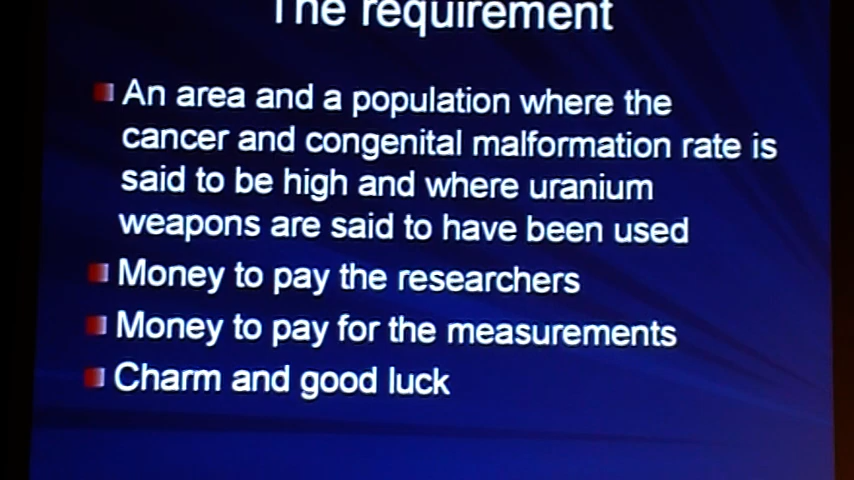 The requirement
An area and a population where the
cancer and congenital malformation rate is
said to be high and where uranium
weapons are said to have been used
Money to pay the researchers
Money to pay for the measurements
Charm and good luck